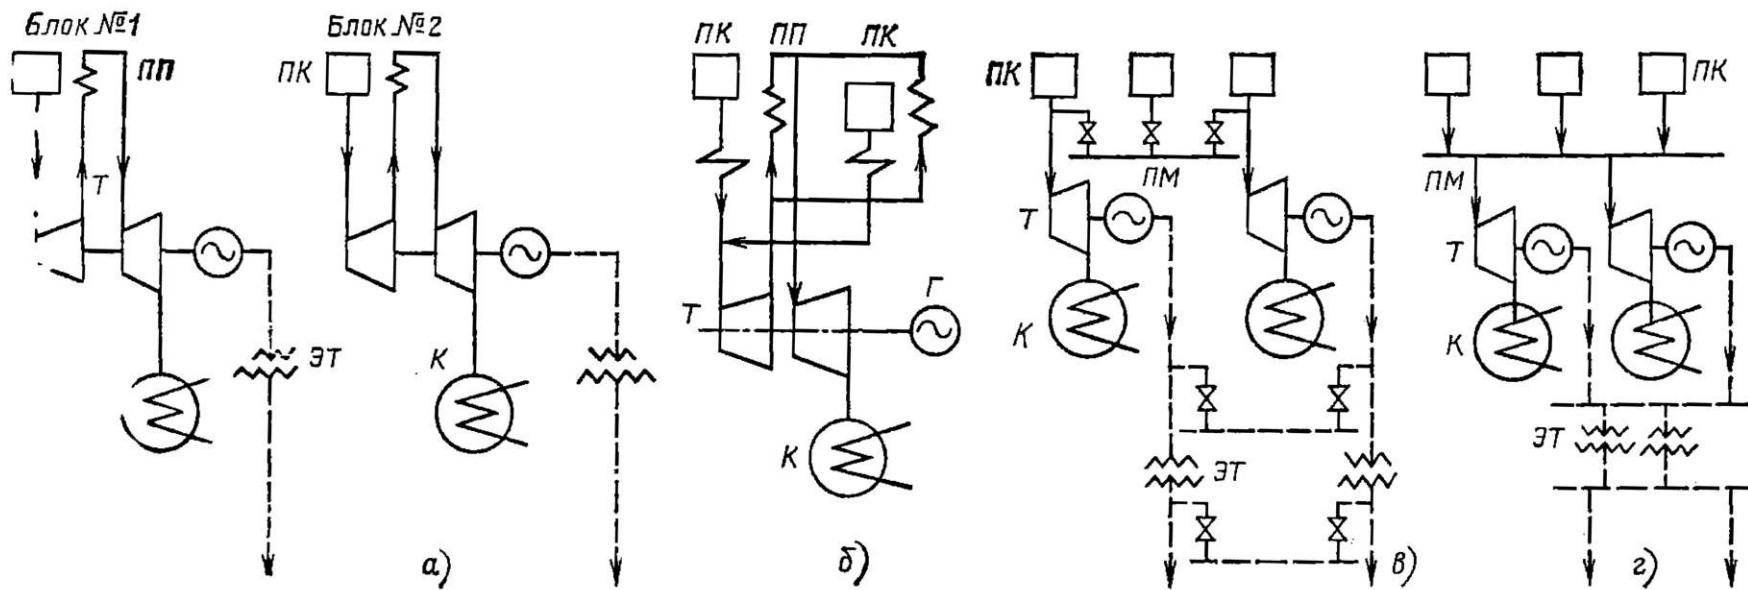 Блок №1
ПП
Т
ЭТ
Блок №2
ПК
К
а)
ПК
ПП
ПК
Т
Г
К
б)
ПК
ПМ
Т
К
ЭТ
в)
ПК
ПМ
Т
К
ЭТ
г)